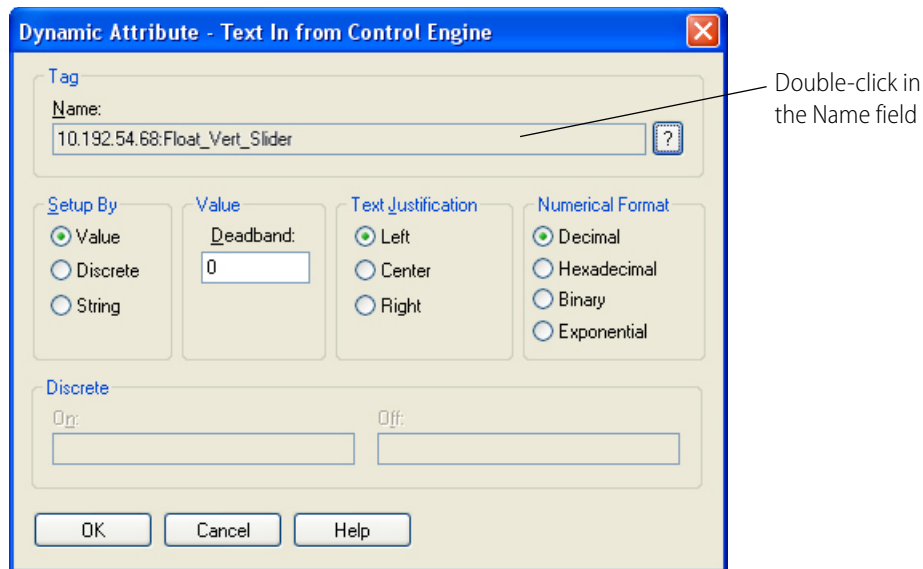 Dynamic Attribute - Text In from Control Engine
Tag
Name:
10.192.54.68:Float_Vert_Slider
?
Double-click in
the Name field
Setup By
Value
Discrete
String
Value
Deadband:
0
Text Justification
Left
Center
Right
Numerical Format
Decimal
Hexadecimal
Binary
Exponential
Discrete
On:
Off:
OK
Cancel
Help